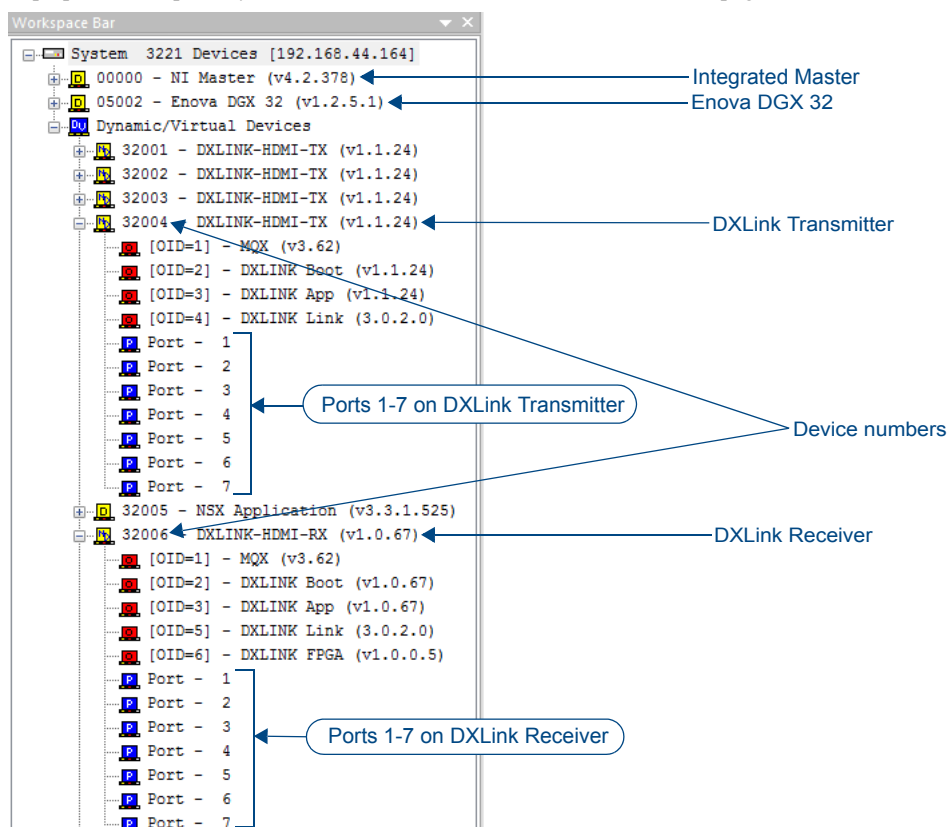 Workspace Bar
System 3221 Devices [192.168.44.164]
00000 - NI Master (v4.2.378) Integrated Master
05002 - Enova DGX 32 (v1.2.5.1) Enova DGX 32
Dynamic/Virtual Devices
32001 - DXLINK-HDMI-TX (v1.1.24)
32002 - DXLINK-HDMI-TX (v1.1.24)
32003 - DXLINK-HDMI-TX (v1.1.24)
32004 - DXLINK-HDMI-TX (v1.1.24) DXLink Transmitter
[OID=1] - MQX (v3.62)
[OID=2] - DXLINK Boot (v1.1.24)
[OID=3] - DXLINK App (v1.1.24)
[OID=4] - DXLINK Link (3.0.2.0)
Port - 1
Port - 2
Port - 3
Port - 4
Ports 1-7 on DXLink Transmitter
Port - 5
Device numbers
Port - 6
Port - 7
32005 - NSX Application (v3.3.1.525)
32006 - DXLINK-HDMI-RX (v1.0.67) DXLink Receiver
[OID=1] - MQX (v3.62)
[OID=2] - DXLINK Boot (v1.0.67)
[OID=3] - DXLINK App (v1.0.67)
[OID=5] - DXLINK Link (3.0.2.0)
[OID=6] - DXLINK FPGA (v1.0.0.5)
Port - 1
Port - 2
Port - 3
Ports 1-7 on DXLink Receiver
Port - 4
Port - 5
Port - 6
Port - 7